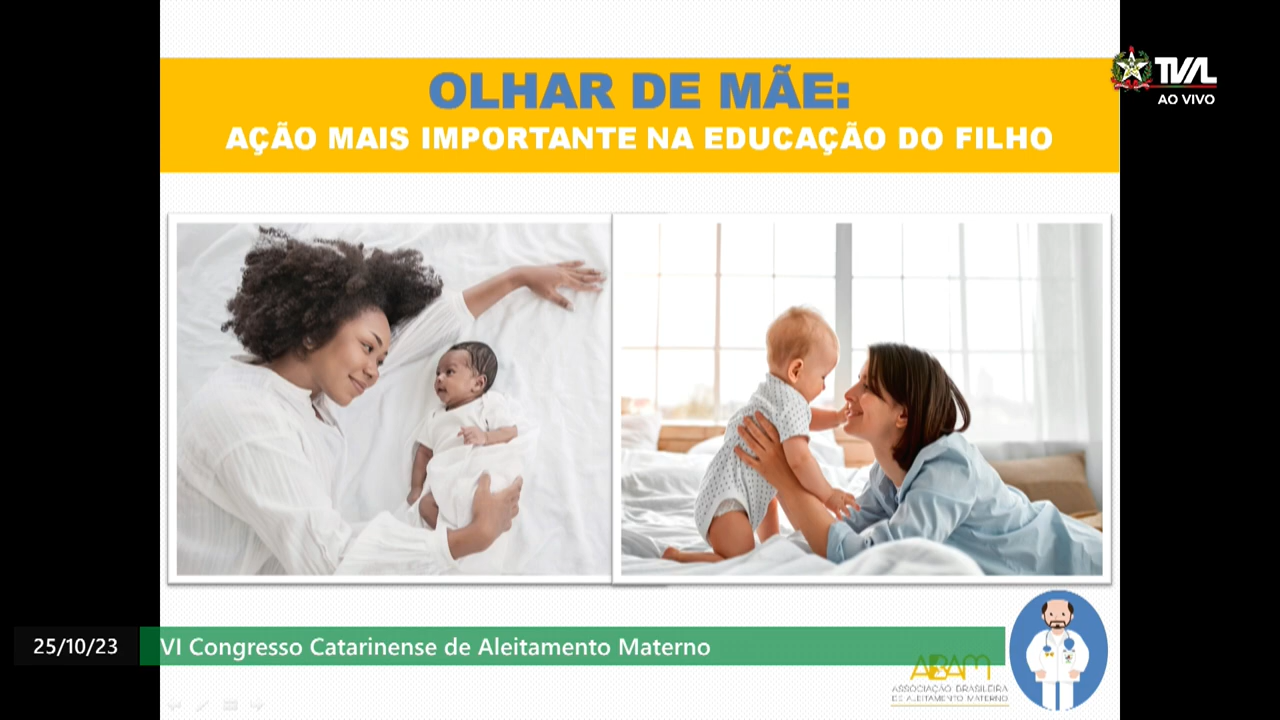 OLHAR DE MÃE:
AÇÃO MAIS IMPORTANTE NA EDUCAÇÃO DO FILHO
TVAL
AO VIVO
25/10/23
VI Congresso Catarinense de Aleitamento Materno
ABAM
ASSOCIAÇÃO BRASILEIRA
DE ALEITAMENTO MATERNO